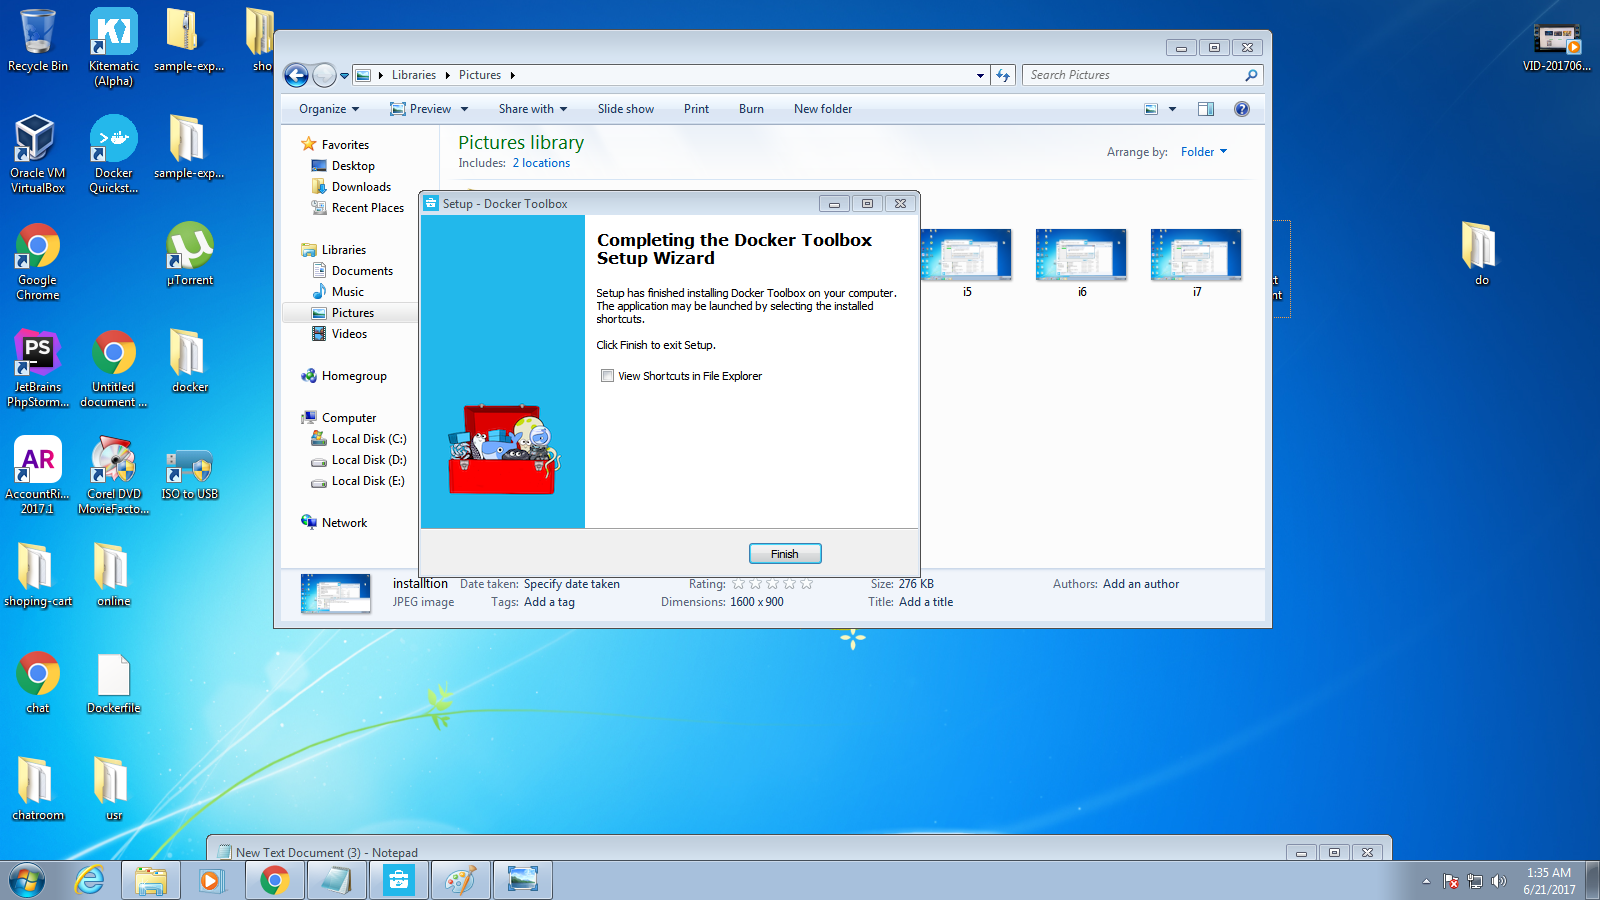 Recycle Bin
Kitematic
(Alpha)
sample-exp...
sho
Oracle VM
VirtualBox
Docker
Quickst...
sample-exp...
Google
Chrome
µTorrent
PS
JetBrains
PhpStorm...
Untitled
document ...
docker
AR
AccountRi...
2017.1
Corel DVD
MovieFacto...
ISO to USB
shoping-cart
online
chat
Dockerfile
chatroom
usr
VID-201706...
do
Libraries
Pictures
Search Pictures
Organize
Preview
Share with
Slide show
Print
Burn
New folder
Favorites
Desktop
Downloads
Recent Places
Libraries
Documents
Music
Pictures
Videos
Homegroup
Computer
Local Disk (C:)
Local Disk (D:)
Local Disk (E:)
Network
Pictures library
Includes: 2 locations
Arrange by: Folder
i5
i6
i7
Setup - Docker Toolbox
Completing the Docker Toolbox
Setup Wizard
Setup has finished installing Docker Toolbox on your computer.
The application may be launched by selecting the installed
shortcuts.
Click Finish to exit Setup.
View Shortcuts in File Explorer
Finish
installtion Date taken: Specify date taken Rating: Size: 276 KB Authors: Add an author
JPEG image Tags: Add a tag Dimensions: 1600 x 900 Title: Add a title
New Text Document (3) - Notepad
1:35 AM
6/21/2017